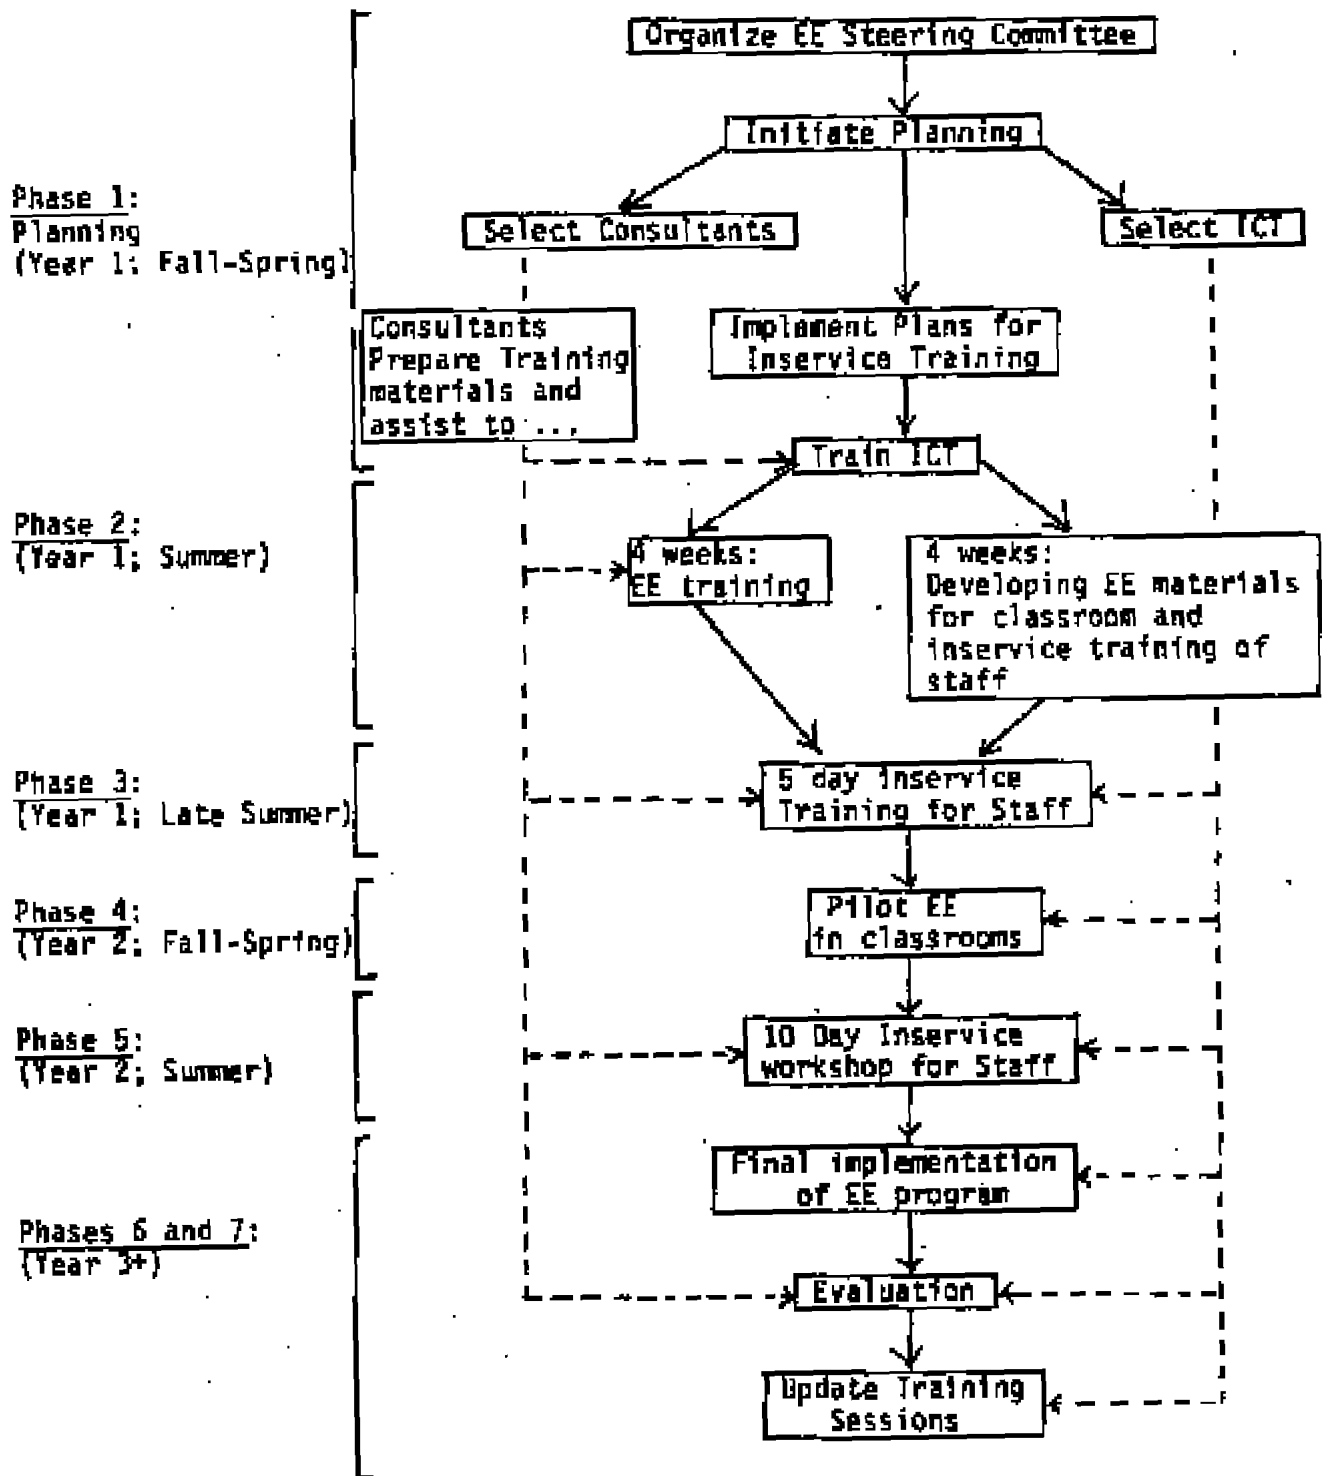 Organize EE Steering Committee
Initiate Planning
Phase 1:
Planning
(Year 1; Fall-Spring)
Select Consultants
Select ICT
Consultants
Prepare Training
materials and
assist to ...
Implement Plans for
Inservice Training
Train ICT
Phase 2:
(Year 1; Summer)
4 weeks:
EE training
4 weeks:
Developing EE materials
for classroom and
inservice training of
staff
Phase 3:
(Year 1; Late Summer)
5 day inservice
Training for Staff
Phase 4:
(Year 2; Fall-Spring)
Pilot EE
in classrooms
Phase 5:
(Year 2; Summer)
10 Day Inservice
workshop for Staff
Final implementation
of EE program
Phases 6 and 7:
(Year 3+)
Evaluation
Update Training
Sessions